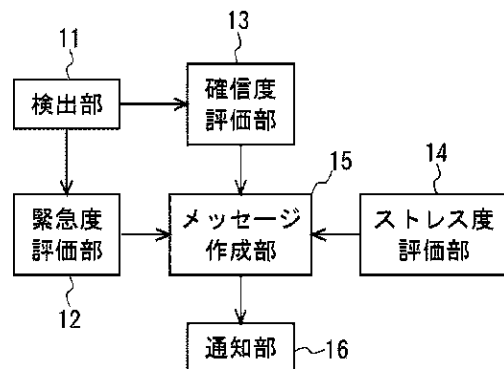 13
11
検出部
確信度
評価部
15
14
緊急度
評価部
メッセージ
作成部
ストレス度
評価部
12
通知部
16